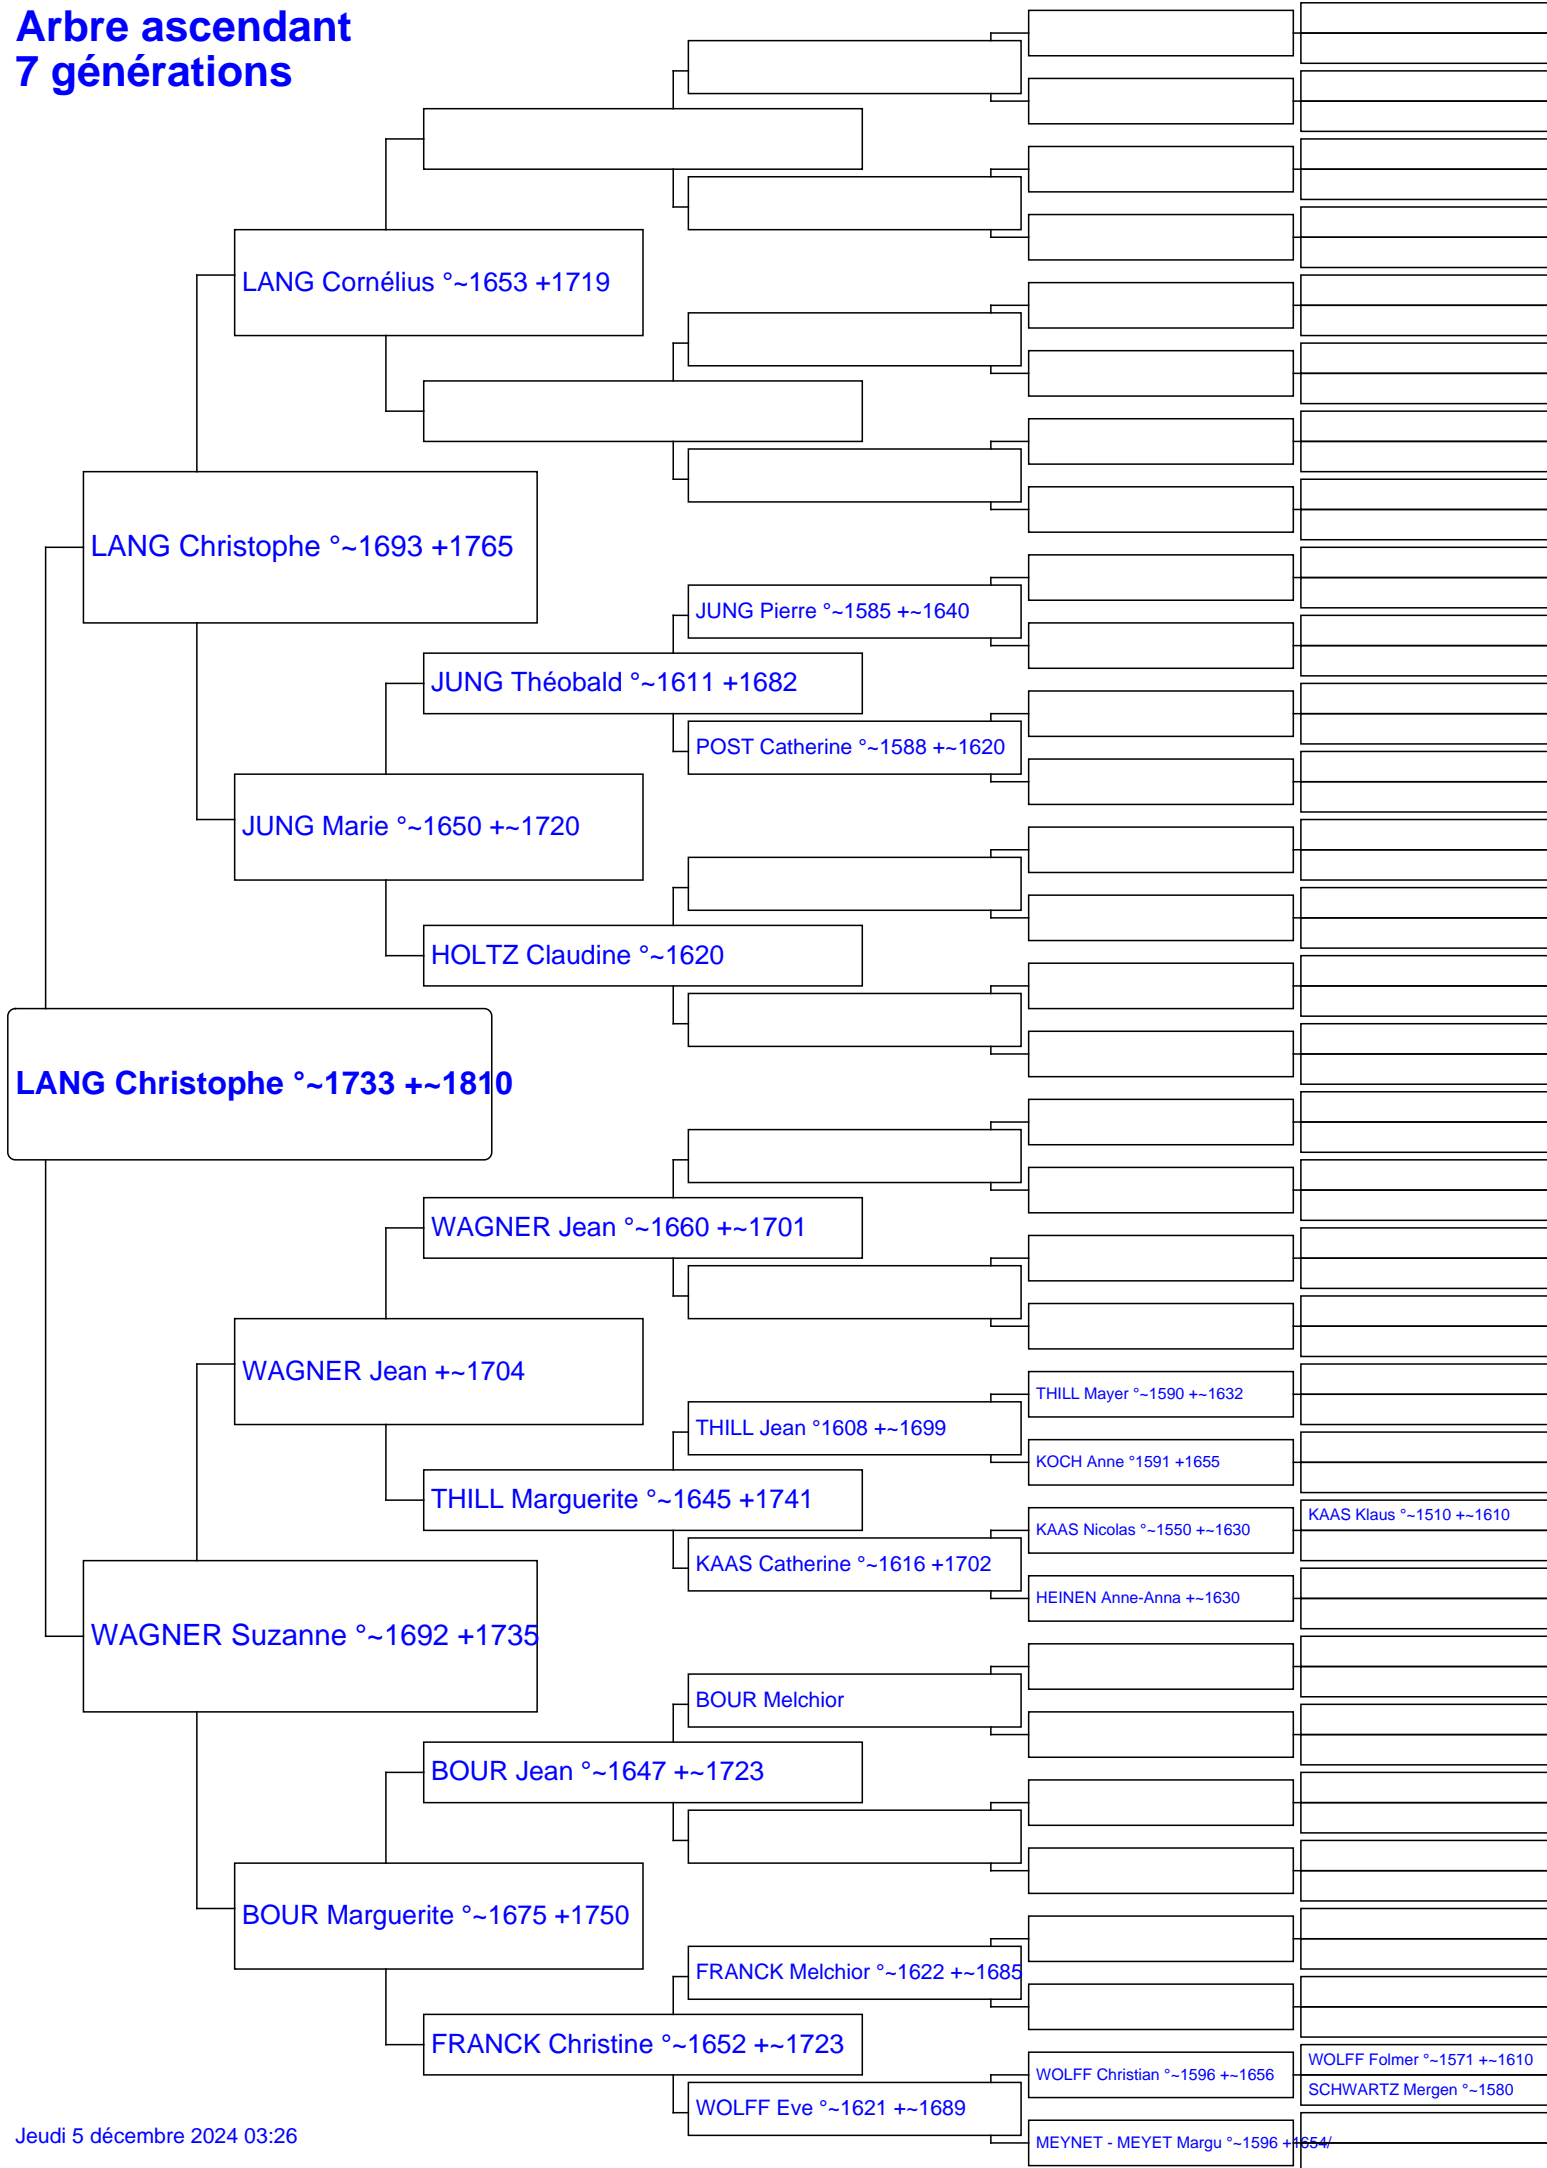 Arbre ascendant
7 générations
LANG Cornélius °~1653 +1719
LANG Christophe °~1693 +1765
JUNG Pierre °~1585 +~1640
JUNG Théobald °~1611 +1682
POST Catherine °~1588 +~1620
JUNG Marie °~1650 +~1720
HOLTZ Claudine °~1620
LANG Christophe °~1733 +~1810
WAGNER Jean °~1660 +~1701
WAGNER Jean +~1704
THILL Mayer °~1590 +~1632
THILL Jean °1608 +~1699
KOCH Anne °1591 +1655
THILL Marguerite °~1645 +1741
KAAS Klaus °~1510 +~1610
KAAS Nicolas °~1550 +~1630
KAAS Catherine °~1616 +1702
HEINEN Anne-Anna +~1630
WAGNER Suzanne °~1692 +1735
BOUR Melchior
BOUR Jean °~1647 +~1723
BOUR Marguerite °~1675 +1750
FRANCK Melchior °~1622 +~1685
FRANCK Christine °~1652 +~1723
WOLFF Folmer °~1571 +~1610
WOLFF Christian °~1596 +~1656
SCHWARTZ Mergen °~1580
WOLFF Eve °~1621 +~1689
MEYNET - MEYET Margu °~1596 +1654/
Jeudi 5 décembre 2024 03:26